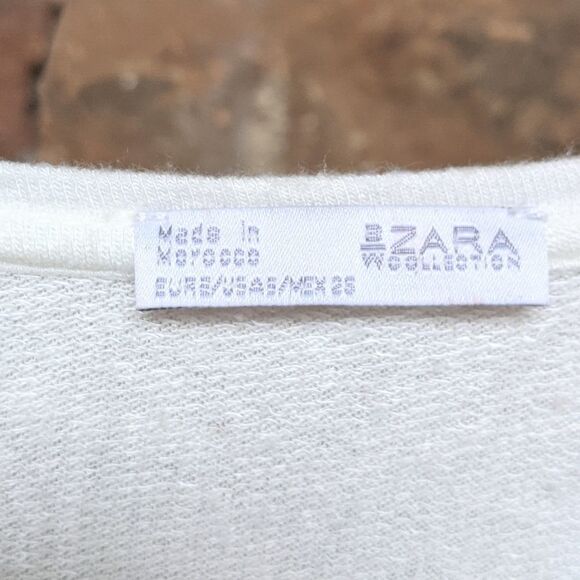 Made in
Morocco
EUR S/USA S/MEX 26
W&B ZARA
COLLECTION